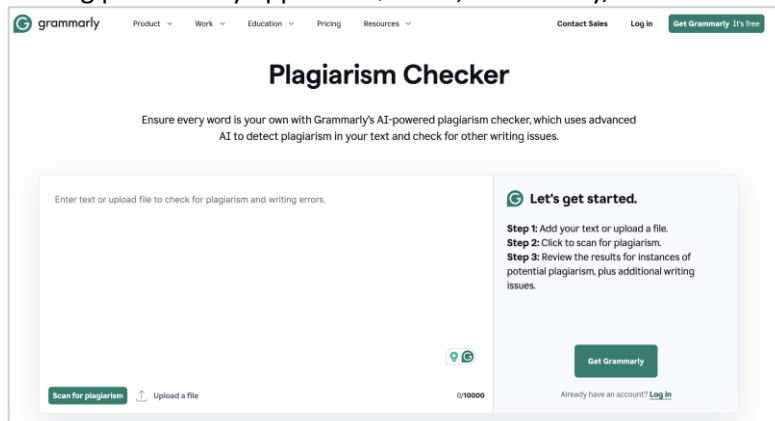 grammarly Product Work Education Pricing Resources Contact Sales Log in Get Grammarly It's free
Plagiarism Checker
Ensure every word is your own with Grammarly's AI-powered plagiarism checker, which uses advanced
AI to detect plagiarism in your text and check for other writing issues.
Enter text or upload file to check for plagiarism and writing errors.
Scan for plagiarism Upload a file 0/10000
Let's get started.
Step 1: Add your text or upload a file.
Step 2: Click to scan for plagiarism.
Step 3: Review the results for instances of
potential plagiarism, plus additional writing
issues.
Get Grammarly
Already have an account? Log in